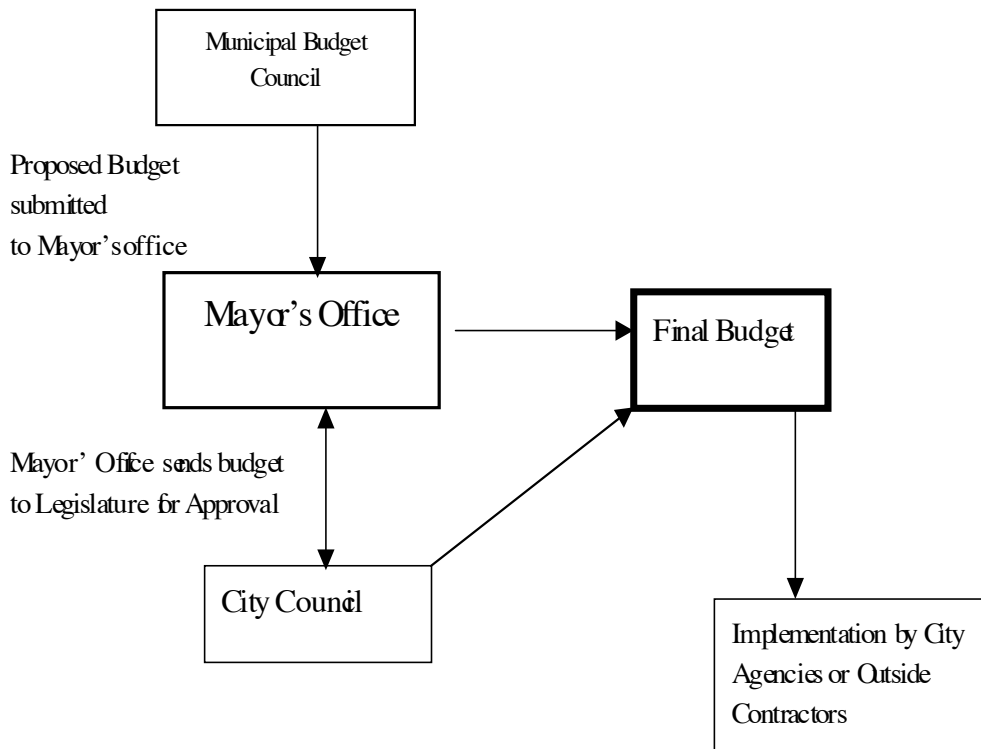 Municipal Budget
Council
Proposed Budget
submitted
to Mayor's office
Mayor's Office
Final Budget
Mayor' Office sends budget
to Legislature for Approval
City Council
Implementation by City
Agencies or Outside
Contractors